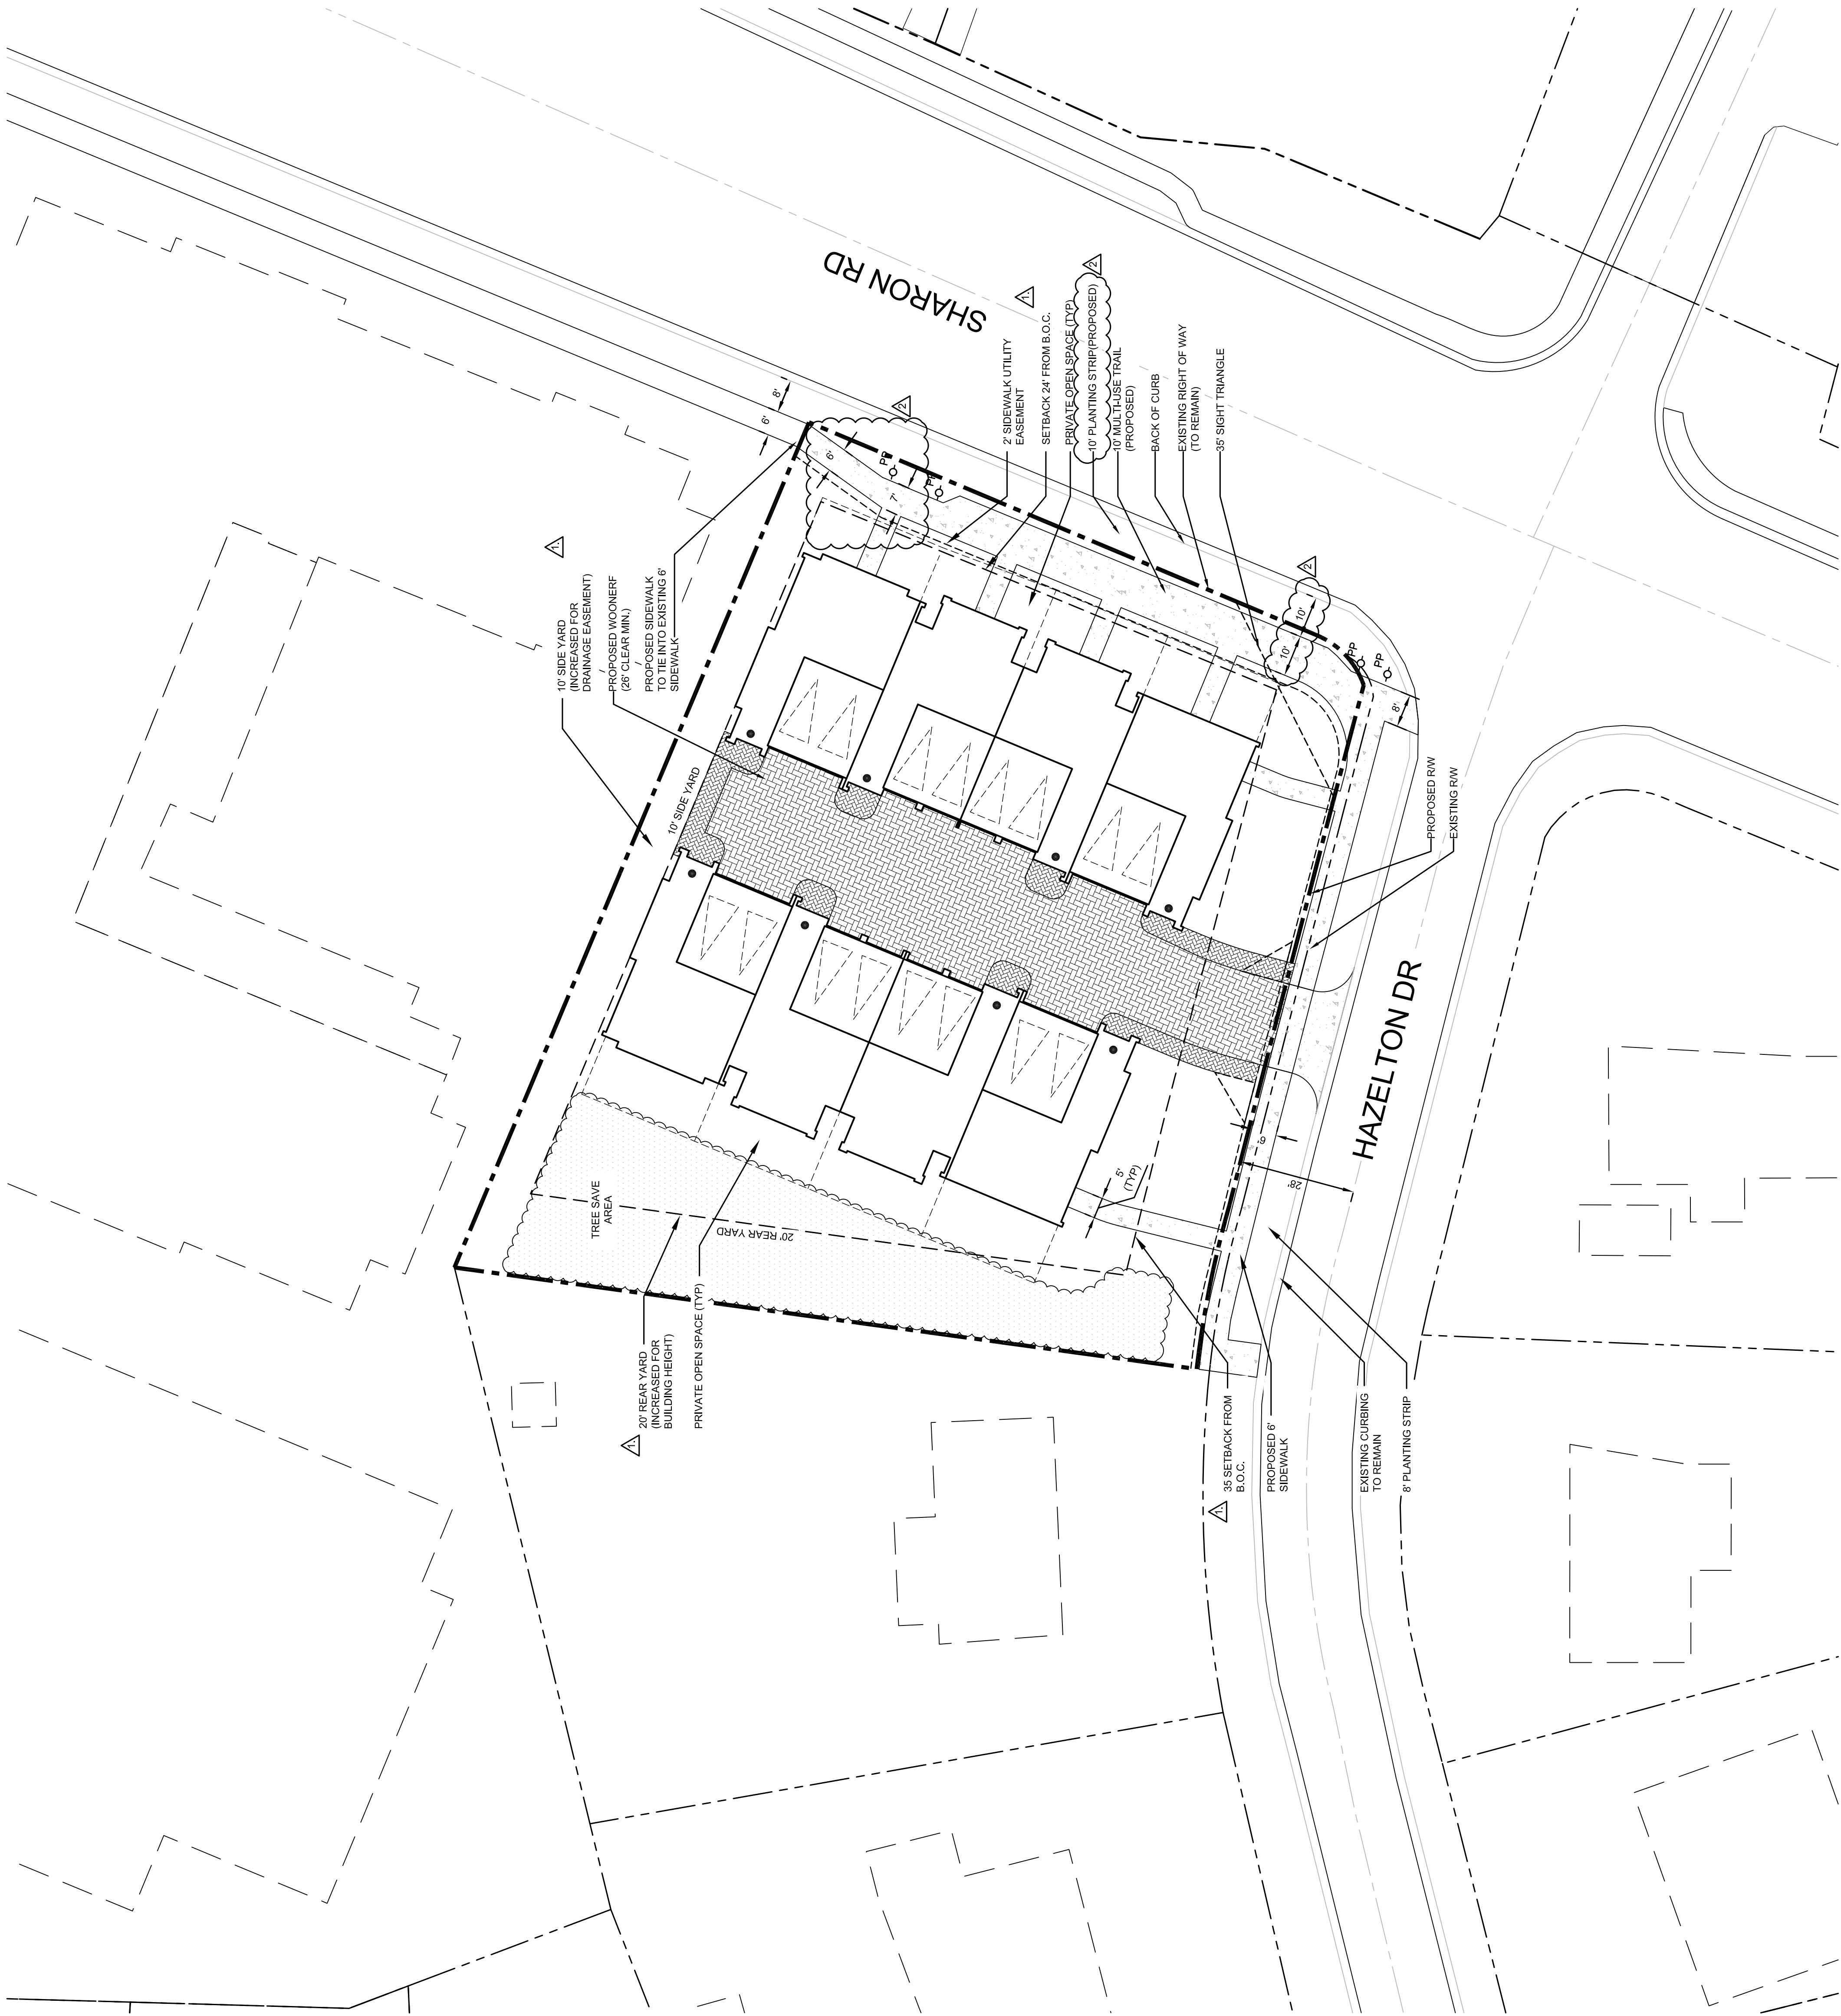 SHARON RD
1.
2' SIDEWALK UTILITY
EASEMENT
SETBACK 24' FROM B.O.C.
PRIVATE OPEN SPACE (TYP)
2
10' PLANTING STRIP(PROPOSED)
10' MULTI-USE TRAIL
(PROPOSED)
BACK OF CURB
EXISTING RIGHT OF WAY
(TO REMAIN)
35' SIGHT TRIANGLE
8'
6'
2
6'
7'
PP
PP
1.
10' SIDE YARD
(INCREASED FOR
DRAINAGE EASEMENT)
PROPOSED WOONERF
(26' CLEAR MIN.)
PROPOSED SIDEWALK
TO TIE INTO EXISTING 6'
SIDEWALK
10' SIDE YARD
2
10'
10'
PP
PP
8'
PROPOSED R/W
EXISTING R/W
HAZELTON DR
6'
28'
5'
(TYP)
TREE SAVE
AREA
20' REAR YARD
1.
20' REAR YARD
(INCREASED FOR
BUILDING HEIGHT)
PRIVATE OPEN SPACE (TYP)
1.
35 SETBACK FROM
B.O.C.
PROPOSED 6'
SIDEWALK
EXISTING CURBING
TO REMAIN
8' PLANTING STRIP